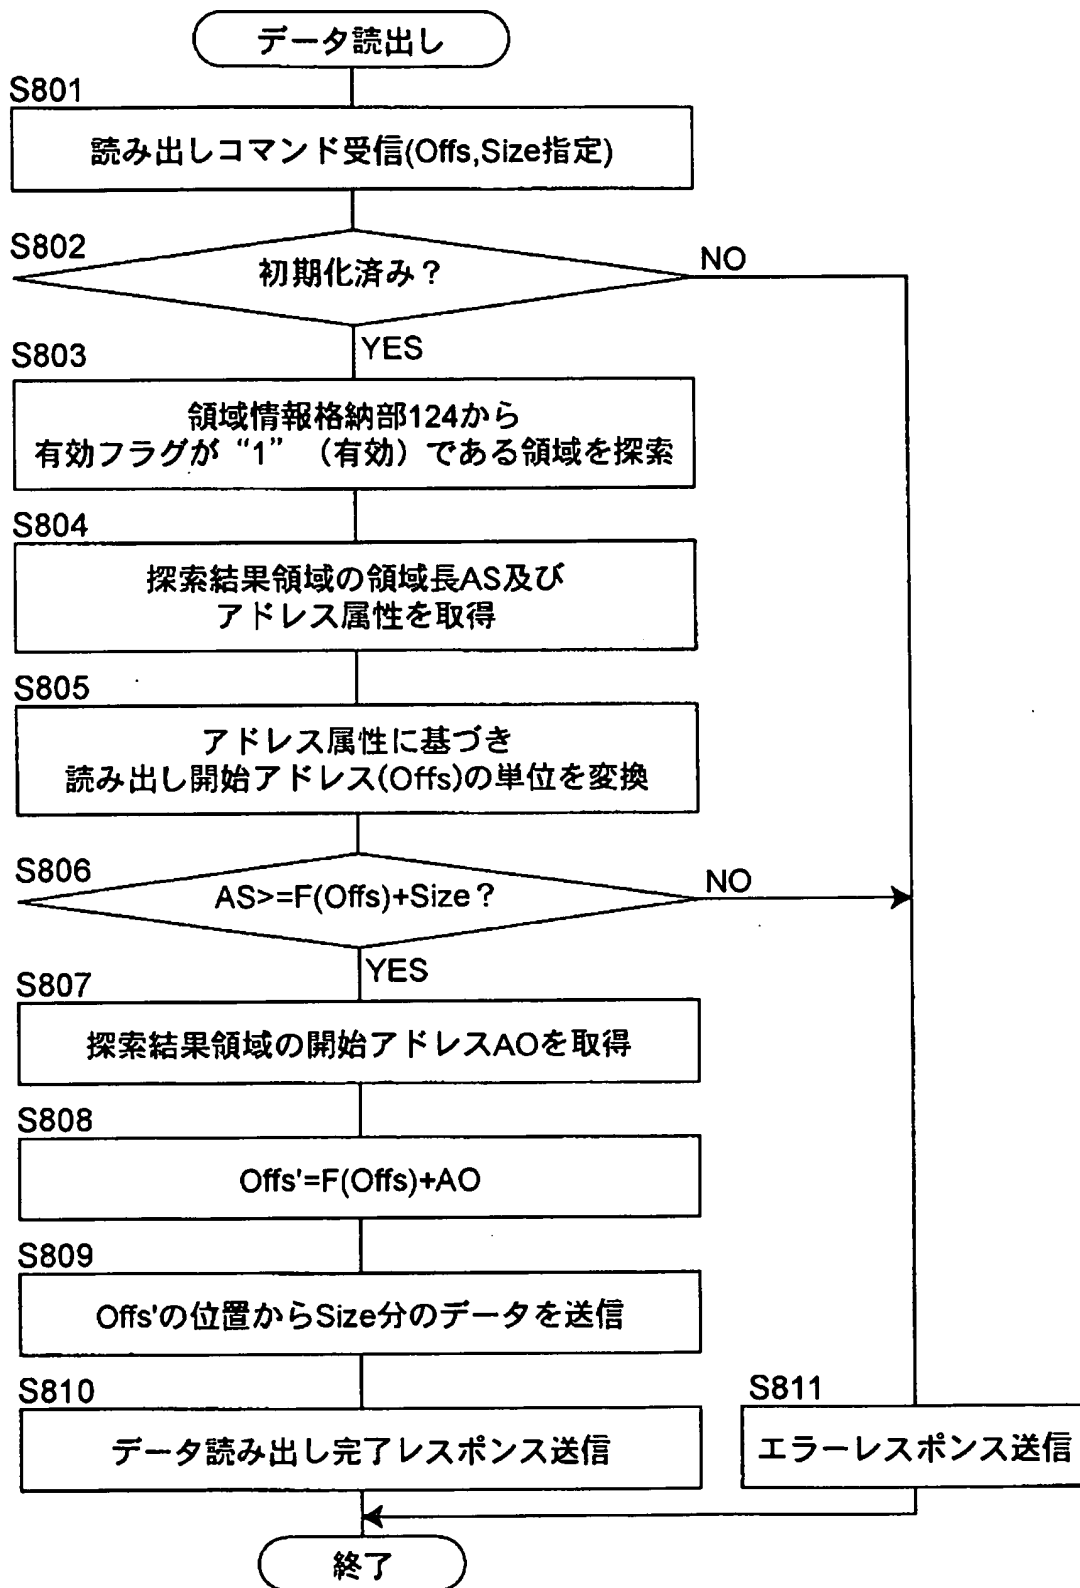 データ読出し
S801
読み出しコマンド受信(Offs,Size指定)
S802
初期化済み？
NO
YES
S803
領域情報格納部124から
有効フラグが“1”（有効）である領域を探索
S804
探索結果領域の領域長AS及び
アドレス属性を取得
S805
アドレス属性に基づき
読み出し開始アドレス(Offs)の単位を変換
S806
AS>=F(Offs)+Size？
NO
YES
S807
探索結果領域の開始アドレスAOを取得
S808
Offs'=F(Offs)+AO
S809
Offs'の位置からSize分のデータを送信
S810
データ読み出し完了レスポンス送信
S811
エラーレスポンス送信
終了